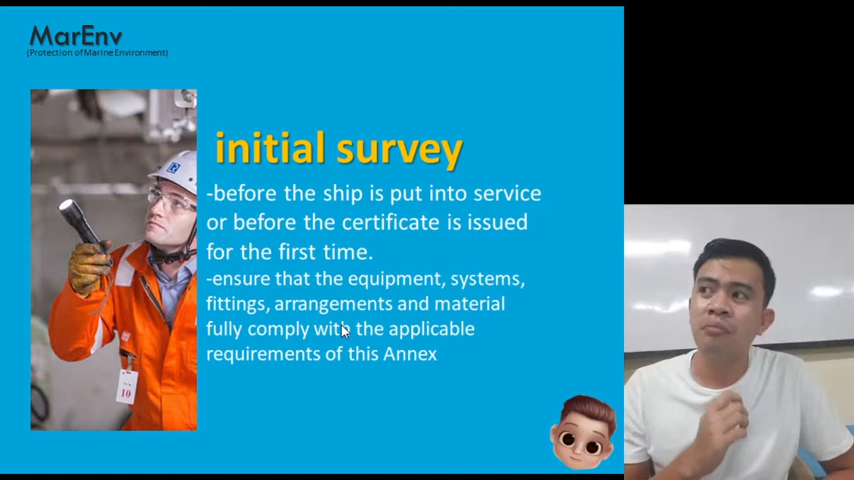 MarEnv
(Protection of Marine Environment)
initial survey
-before the ship is put into service
or before the certificate is issued
for the first time.
-ensure that the equipment, systems,
fittings, arrangements and material
fully comply with the applicable
requirements of this Annex
10